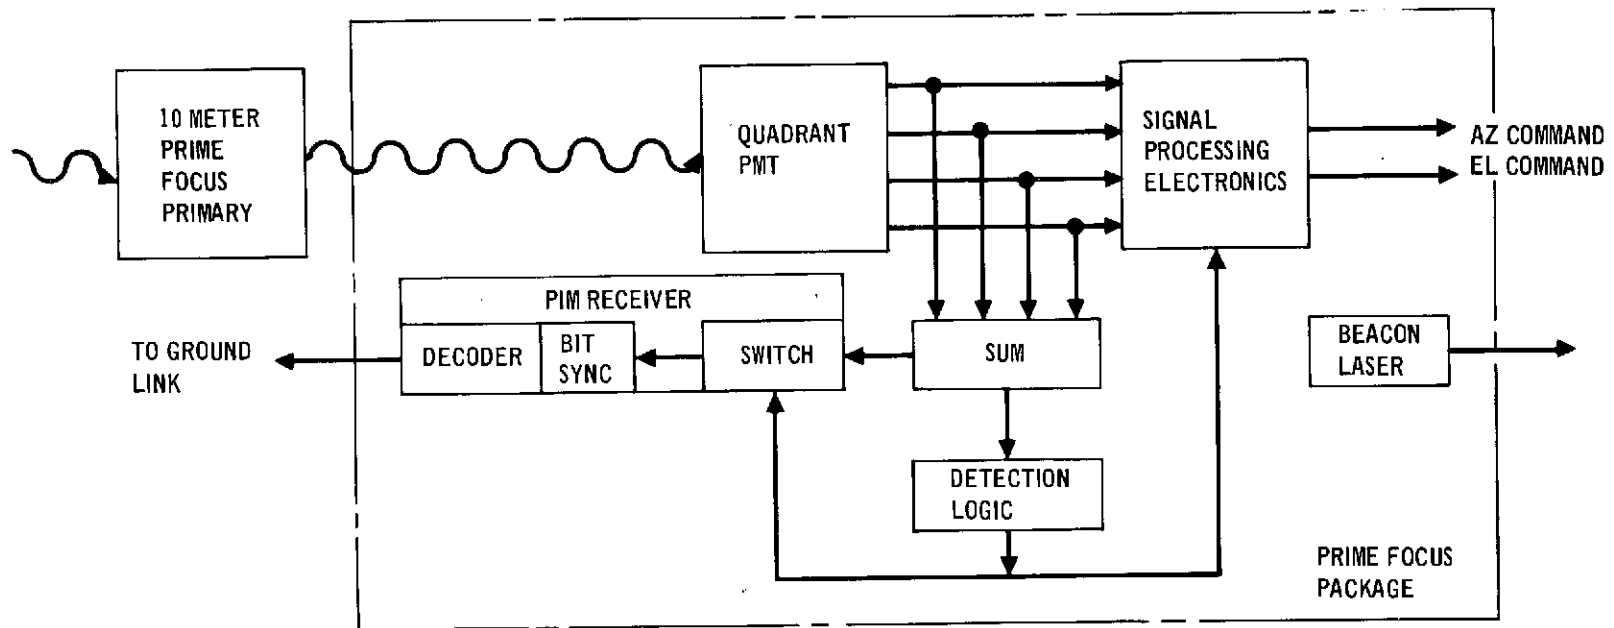 10 METER
PRIME
FOCUS
PRIMARY
QUADRANT
PMT
SIGNAL
PROCESSING
ELECTRONICS
AZ COMMAND
EL COMMAND
PIM RECEIVER
DECODER
BIT
SYNC
SWITCH
SUM
BEACON
LASER
TO GROUND
LINK
DETECTION
LOGIC
PRIME FOCUS
PACKAGE